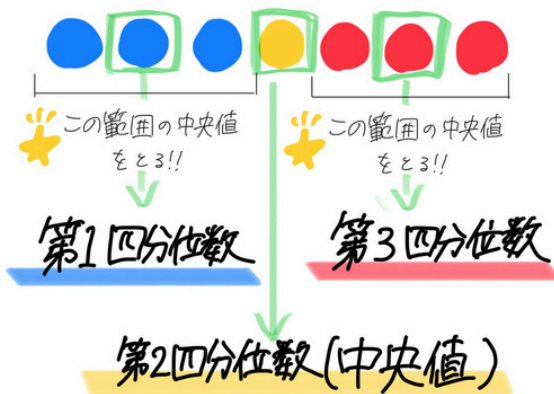 この範囲の中央値
をとる!!
この範囲の中央値
をとる!!
第1四分位数
第3四分位数
第2四分位数(中央値)